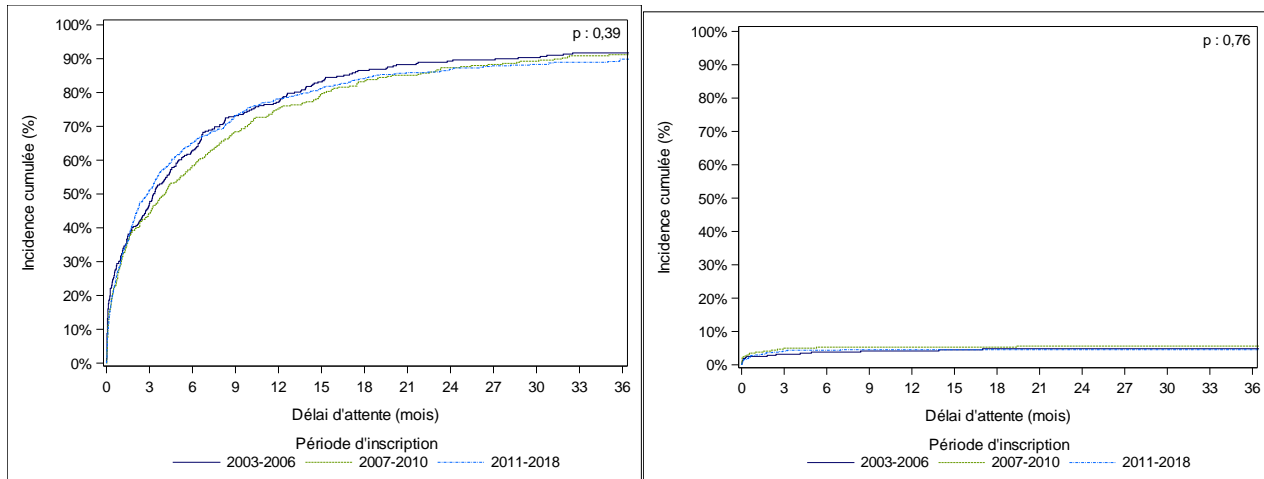 p : 0,39
Incidence cumulée (%)
100%
90%
80%
70%
60%
50%
40%
30%
20%
10%
0%
0 3 6 9 12 15 18 21 24 27 30 33 36
Délai d'attente (mois)
Période d'inscription
2003-2006 2007-2010 2011-2018
p : 0,76
Incidence cumulée (%)
100%
90%
80%
70%
60%
50%
40%
30%
20%
10%
0%
0 3 6 9 12 15 18 21 24 27 30 33 36
Délai d'attente (mois)
Période d'inscription
2003-2006 2007-2010 2011-2018